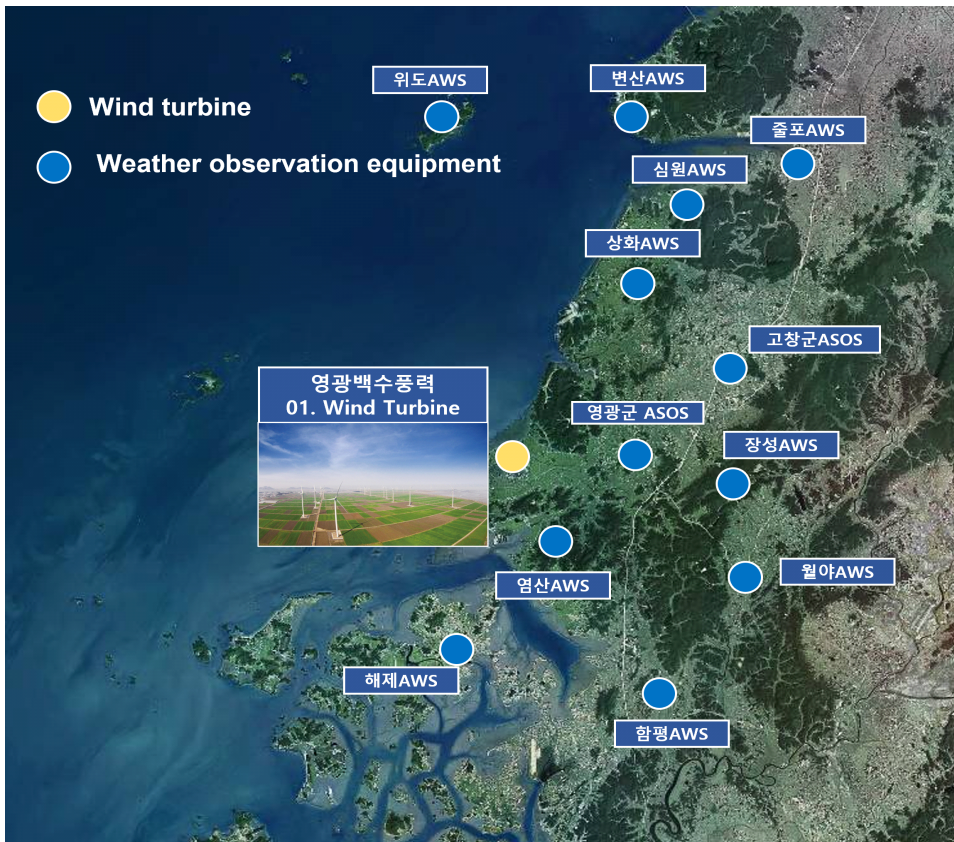 위도AWS
변산AWS
Wind turbine
줄포AWS
Weather observation equipment
심원AWS
상화AWS
고창군ASOS
영광백수풍력
01. Wind Turbine
영광군 ASOS
장성AWS
염산AWS
월야AWS
해제AWS
함평AWS